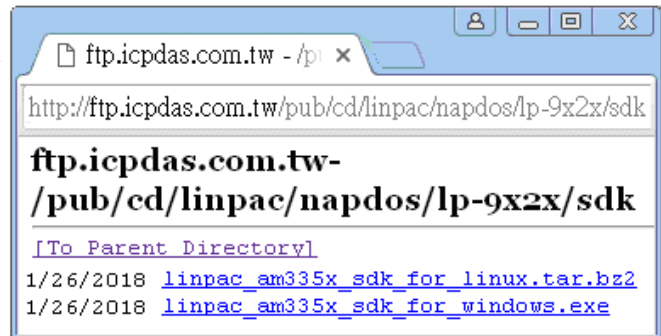 ftp.icpdas.com.tw - /p
http://ftp.icpdas.com.tw/pub/cd/linpac/napdos/lp-9x2x/sdk
ftp.icpdas.com.tw-
/pub/cd/linpac/napdos/lp-9x2x/sdk
[To Parent Directory]
1/26/2018 linpac_am335x_sdk_for_linux.tar.bz2
1/26/2018 linpac_am335x_sdk_for_windows.exe